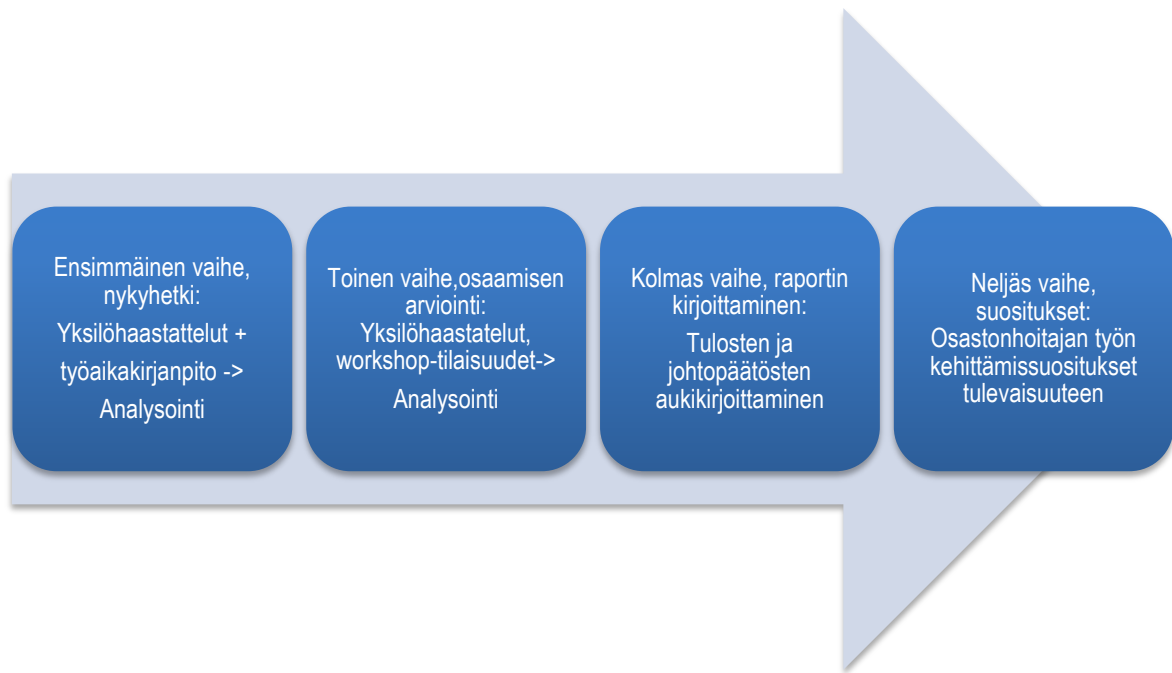 Ensimmäinen vaihe,
nykyhetki:
Yksilöhaastattelut +
työaikakirjanpito ->
Analysointi
Toinen vaihe,osaamisen
arviointi:
Yksilöhaastatelut,
workshop-tilaisuudet->
Analysointi
Kolmas vaihe, raportin
kirjoittaminen:
Tulosten ja
johtopäätösten
aukikirjoittaminen
Neljäs vaihe,
suositukset:
Osastonhoitajan työn
kehittämissuositukset
tulevaisuuteen